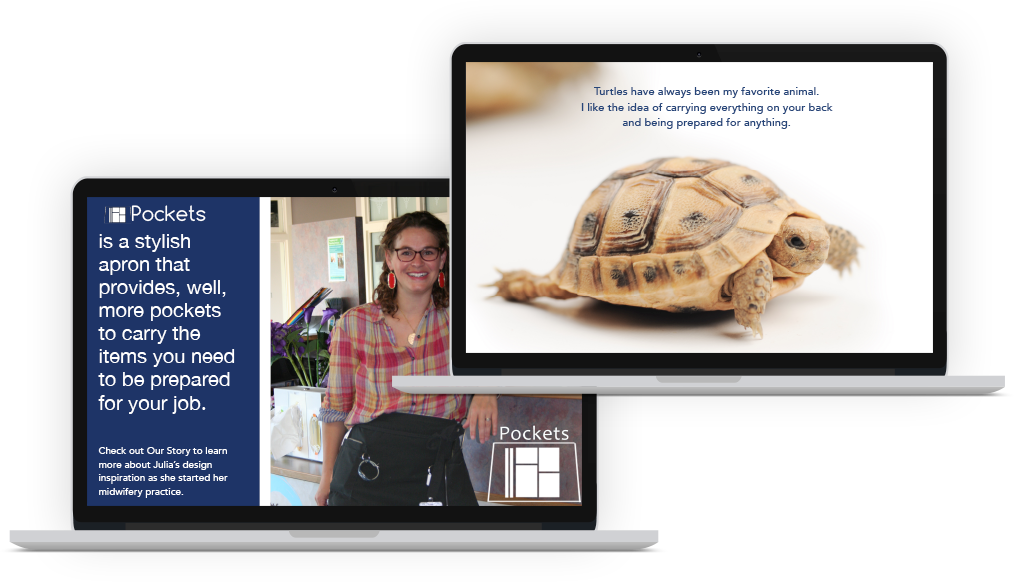 Turtles have always been my favorite animal.
I like the idea of carrying everything on your back
and being prepared for anything.
Pockets
is a stylish
apron that
provides, well,
more pockets
to carry the
items you need
to be prepared
for your job.
Check out Our Story to learn
more about Julia's design
inspiration as she started her
midwifery practice.
Pockets